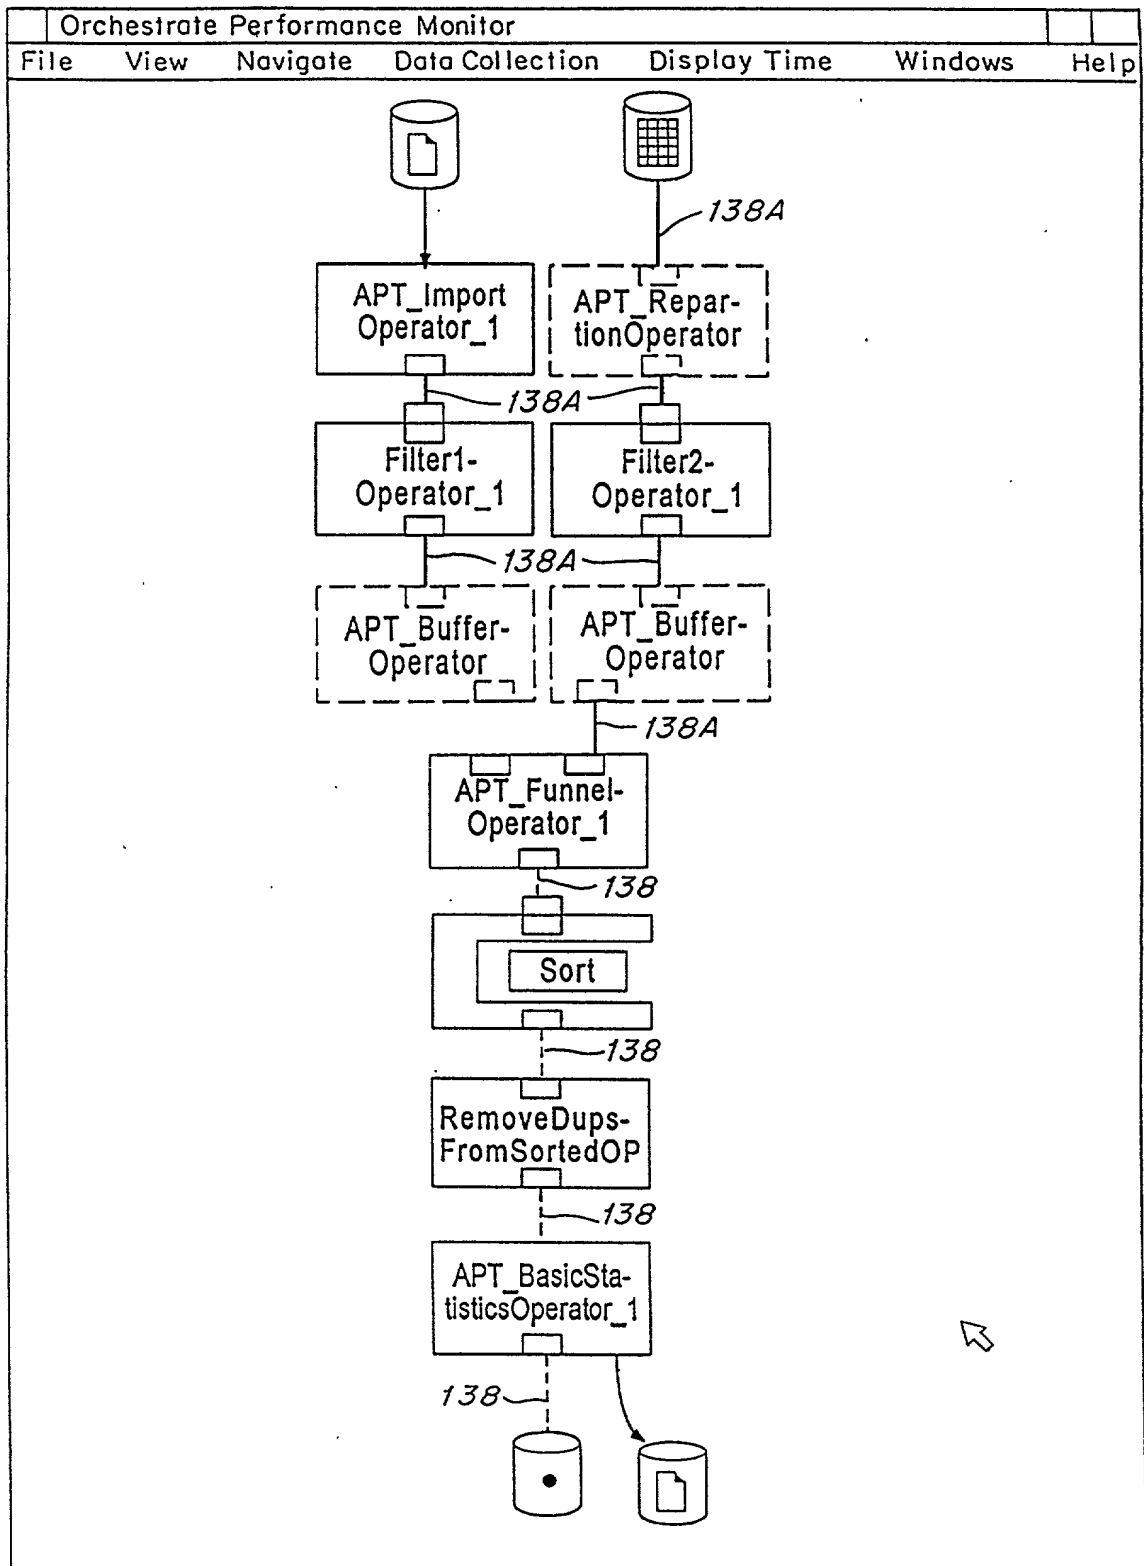 Orchestrate Performance Monitor
File View Navigate Data Collection Display Time Windows Help
138A
APT_Import
Operator_1
APT_Repar-
tionOperator
138A
Filter1-
Operator_1
Filter2-
Operator_1
138A
APT_Buffer-
Operator
APT_Buffer-
Operator
138A
APT_Funnel-
Operator_1
138
Sort
138
RemoveDups-
FromSortedOP
138
APT_BasicSta-
tisticsOperator_1
138